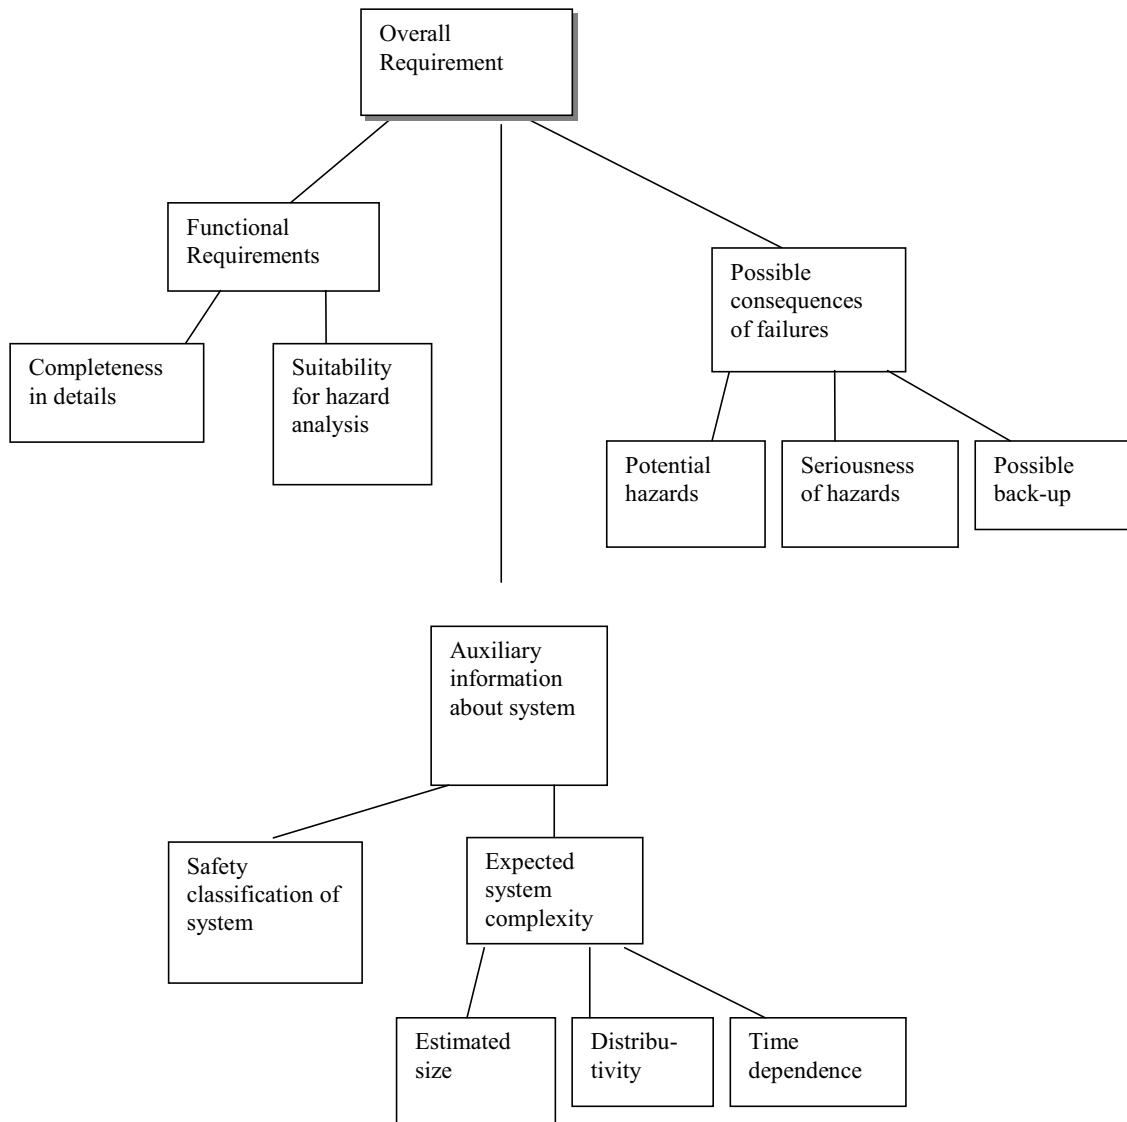 Overall
Requirement
Functional
Requirements
Possible
consequences
of failures
Completeness
in details
Suitability
for hazard
analysis
Potential
hazards
Seriousness
of hazards
Possible
back-up
Auxiliary
information
about system
Safety
classification of
system
Expected
system
complexity
Estimated
size
Distribu-
tivity
Time
dependence